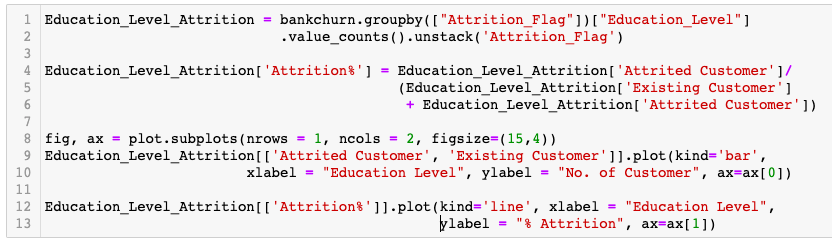 1 Education_Level_Attrition = bankchurn.groupby(["Attrition_Flag"])["Education_Level"]
2 .value_counts().unstack('Attrition_Flag')
3
4 Education_Level_Attrition['Attrition%'] = Education_Level_Attrition['Attrited Customer']/
5 (Education_Level_Attrition['Existing Customer']
6 + Education_Level_Attrition['Attrited Customer'])
7
8 fig, ax = plot.subplots(nrows = 1, ncols = 2, figsize=(15,4))
9 Education_Level_Attrition[['Attrited Customer', 'Existing Customer']].plot(kind='bar',
10 xlabel = "Education Level", ylabel = "No. of Customer", ax=ax[0])
11
12 Education_Level_Attrition[['Attrition%']].plot(kind='line', xlabel = "Education Level",
13 ylabel = "% Attrition", ax=ax[1])